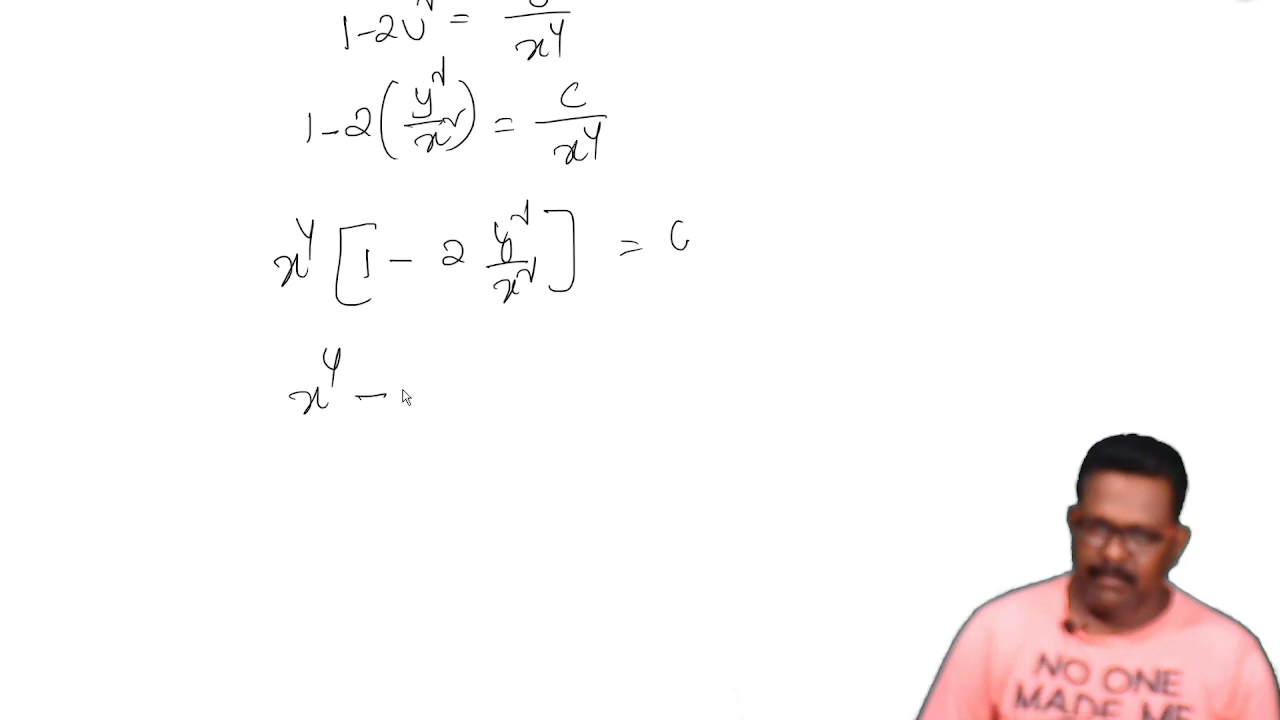 1-2v² = c/x⁴
1-2(y²/x²) = c/x⁴
x⁴ [1 - 2 y²/x²] = c
x⁴ -
NO ONE
MADE ME